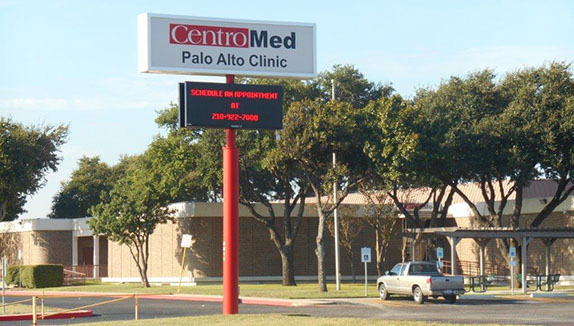 CentroMed
Palo Alto Clinic
SCHEDULE AN APPOINTMENT
AT
210-922-7000